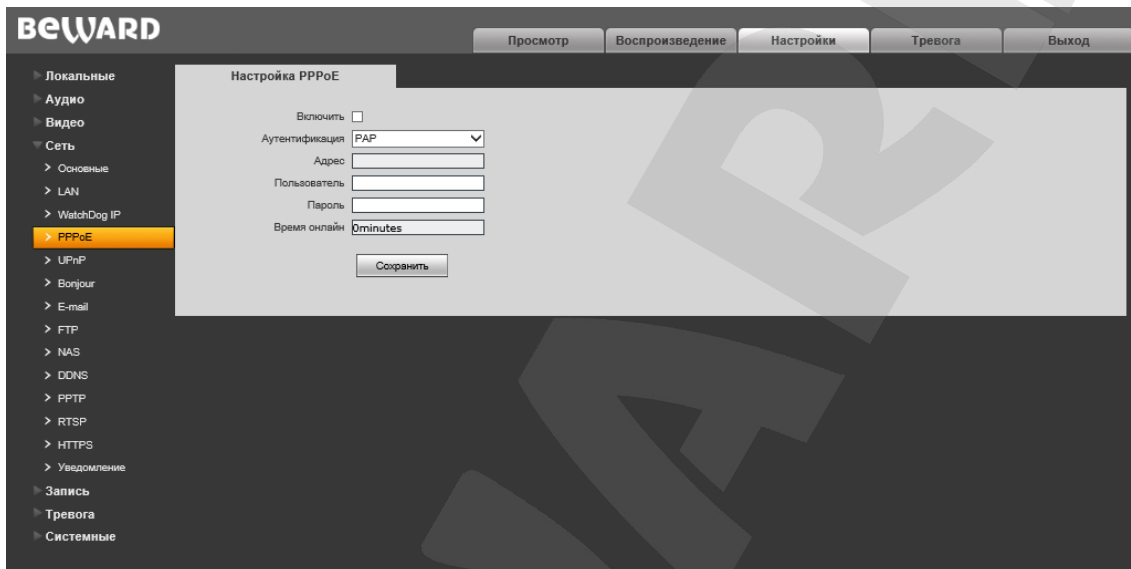 BEWARD
Просмотр
Воспроизведение
Настройки
Тревога
Выход
Локальные
Аудио
Видео
Сеть
Основные
LAN
WatchDog IP
PPPoE
UPnP
Bonjour
E-mail
FTP
NAS
DDNS
PPTP
RTSP
HTTPS
Уведомление
Запись
Тревога
Системные
Настройка PPPoE
Включить
Аутентификация PAP
Адрес
Пользователь
Пароль
Время онлайн 0minutes
Сохранить